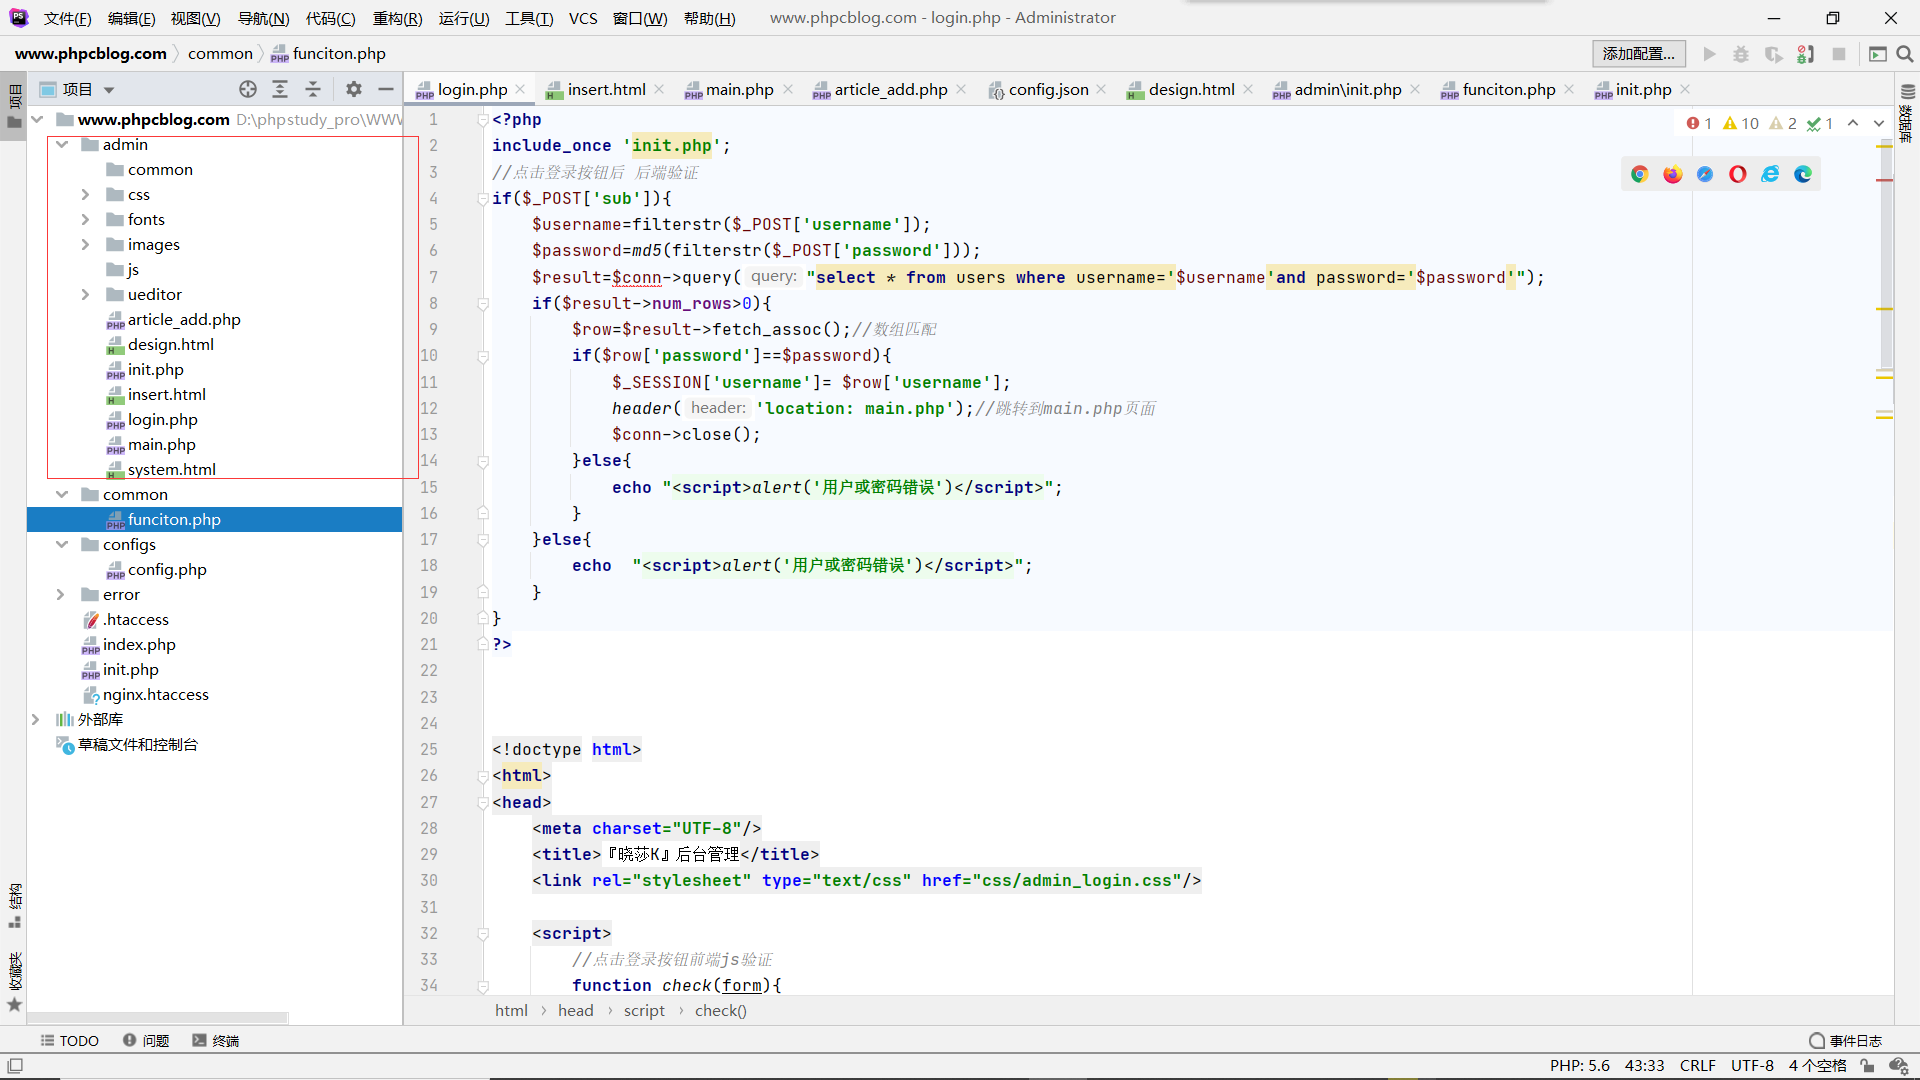 文件(F) 编辑(E) 视图(V) 导航(N) 代码(C) 重构(R) 运行(U) 工具(T) VCS 窗口(W) 帮助(H) www.phpcblog.com - login.php - Administrator
www.phpcblog.com common funciton.php 添加配置...
项目
项目
login.php insert.html main.php article_add.php config.json design.html admin\init.php funciton.php init.php
数据库
www.phpcblog.com D:\phpstudy_pro\WWW
admin
common
css
fonts
images
js
ueditor
article_add.php
design.html
init.php
insert.html
login.php
main.php
system.html
common
funciton.php
configs
config.php
error
.htaccess
index.php
init.php
nginx.htaccess
外部库
草稿文件和控制台
结构
收藏夹
1 10 2 1
1 <?php
2 include_once 'init.php';
3 //点击登录按钮后 后端验证
4 if($_POST['sub']){
5 $username=filterstr($_POST['username']);
6 $password=md5(filterstr($_POST['password']));
7 $result=$conn->query( query: "select * from users where username='$username'and password='$password'");
8 if($result->num_rows>0){
9 $row=$result->fetch_assoc();//数组匹配
10 if($row['password']==$password){
11 $_SESSION['username']= $row['username'];
12 header( header: 'location: main.php');//跳转到main.php页面
13 $conn->close();
14 }else{
15 echo "<script>alert('用户或密码错误')</script>";
16 }
17 }else{
18 echo  "<script>alert('用户或密码错误')</script>";
19 }
20 }
21 ?>
22
23
24
25 <!doctype html>
26 <html>
27 <head>
28 <meta charset="UTF-8"/>
29 <title>『晓莎K』后台管理</title>
30 <link rel="stylesheet" type="text/css" href="css/admin_login.css"/>
31
32 <script>
33 //点击登录按钮前端js验证
34 function check(form){
html head script check()
TODO 问题 终端 事件日志
PHP: 5.6 43:33 CRLF UTF-8 4 个空格